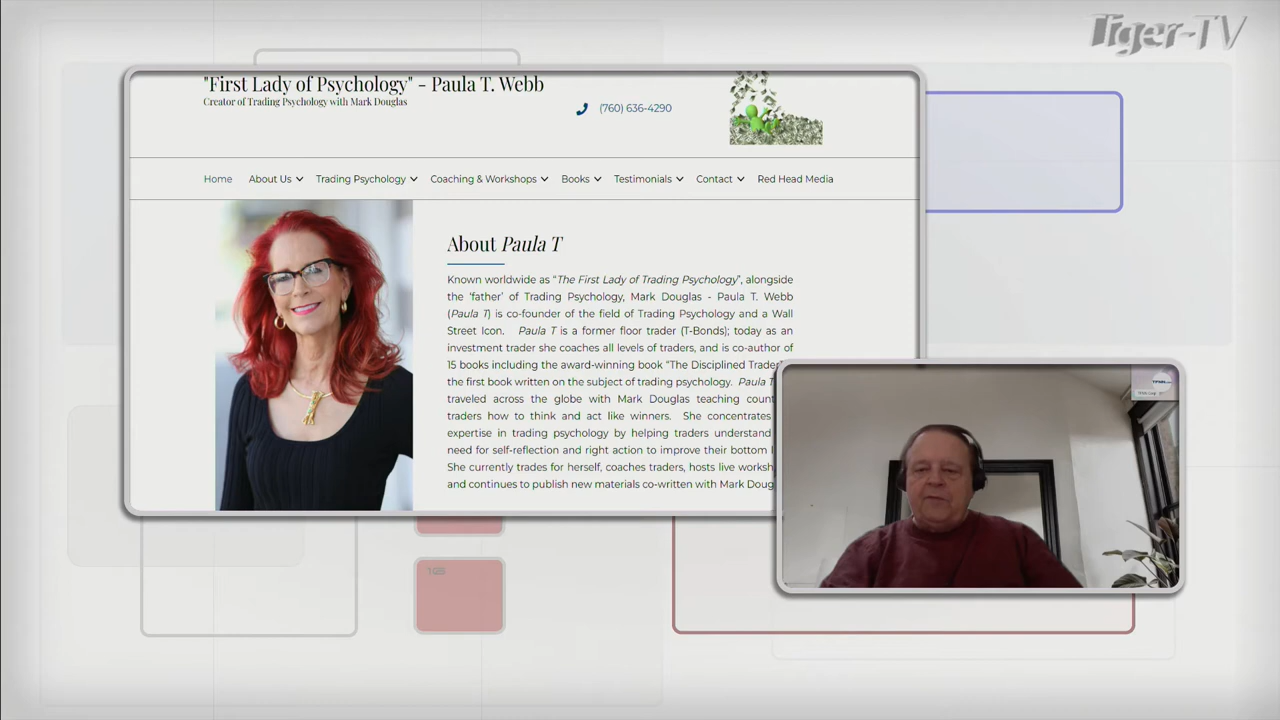 Tiger-TV
"First Lady of Psychology" - Paula T. Webb
Creator of Trading Psychology with Mark Douglas
(760) 636-4290
Home About Us Trading Psychology Coaching & Workshops Books Testimonials Contact Red Head Media
About Paula T
Known worldwide as “The First Lady of Trading Psychology”, alongside
the ‘father’ of Trading Psychology, Mark Douglas - Paula T. Webb
(Paula T) is co-founder of the field of Trading Psychology and a Wall
Street Icon. Paula T is a former floor trader (T-Bonds); today as an
investment trader she coaches all levels of traders, and is co-author of
15 books including the award-winning book “The Disciplined Trader
the first book written on the subject of trading psychology. Paula T
traveled across the globe with Mark Douglas teaching count
traders how to think and act like winners. She concentrates
expertise in trading psychology by helping traders understand
need for self-reflection and right action to improve their bottom
She currently trades for herself, coaches traders, hosts live worksh
and continues to publish new materials co-written with Mark Doug